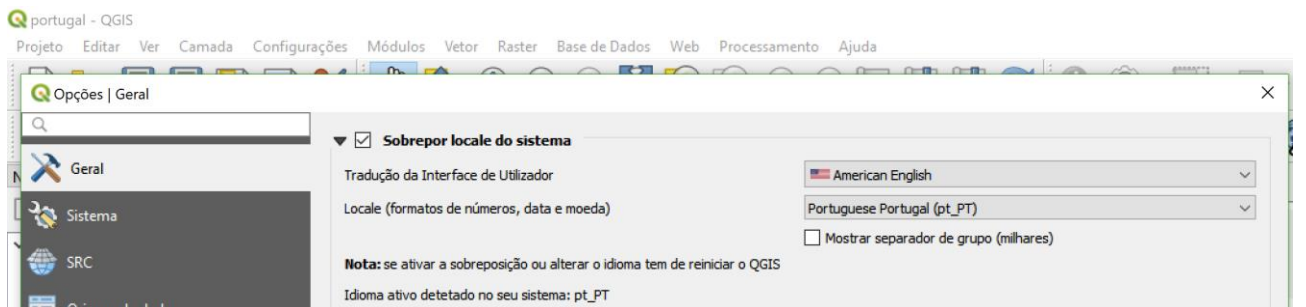 portugal - QGIS
Projeto Editar Ver Camada Configurações Módulos Vetor Raster Base de Dados Web Processamento Ajuda
Opções | Geral
Sobrepor locale do sistema
Geral
Tradução da Interface de Utilizador American English
Sistema
Locale (formatos de números, data e moeda) Portuguese Portugal (pt_PT)
Mostrar separador de grupo (milhares)
SRC
Nota: se ativar a sobreposição ou alterar o idioma tem de reiniciar o QGIS
Idioma ativo detetado no seu sistema: pt_PT